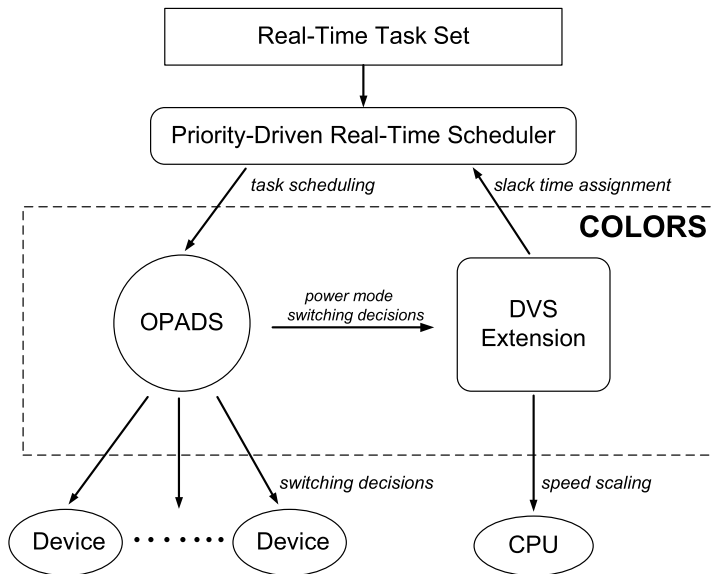 Real-Time Task Set
Priority-Driven Real-Time Scheduler
task scheduling
slack time assignment
COLORS
OPADS
power mode
switching decisions
DVS
Extension
switching decisions
speed scaling
Device
Device
CPU